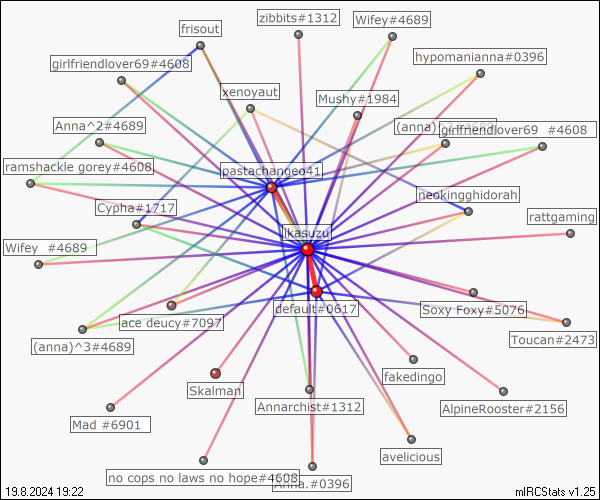 zibbits#1312
Wifey#4689
frisout
hypomanianna#0396
girlfriendlover69#4608
xenoyaut
Mushy#1984
Anna^2#4689
(anna)
girlfriendlover69 #4608
ramshackle gorey#4608
pastachangeo41
neokingghidorah
Cypha#1717
rattgaming
ikasuzu
Wifey #4689
default#0617
Soxy Foxy#5076
ace deucy#7097
Toucan#2473
(anna)^3#4689
fakedingo
Skalman
Annarchist#1312
AlpineRooster#2156
Mad #6901
avelicious
no cops no laws no hope#4608
Anna.#0396
19.8.2024 19:22
mIRCStats v1.25